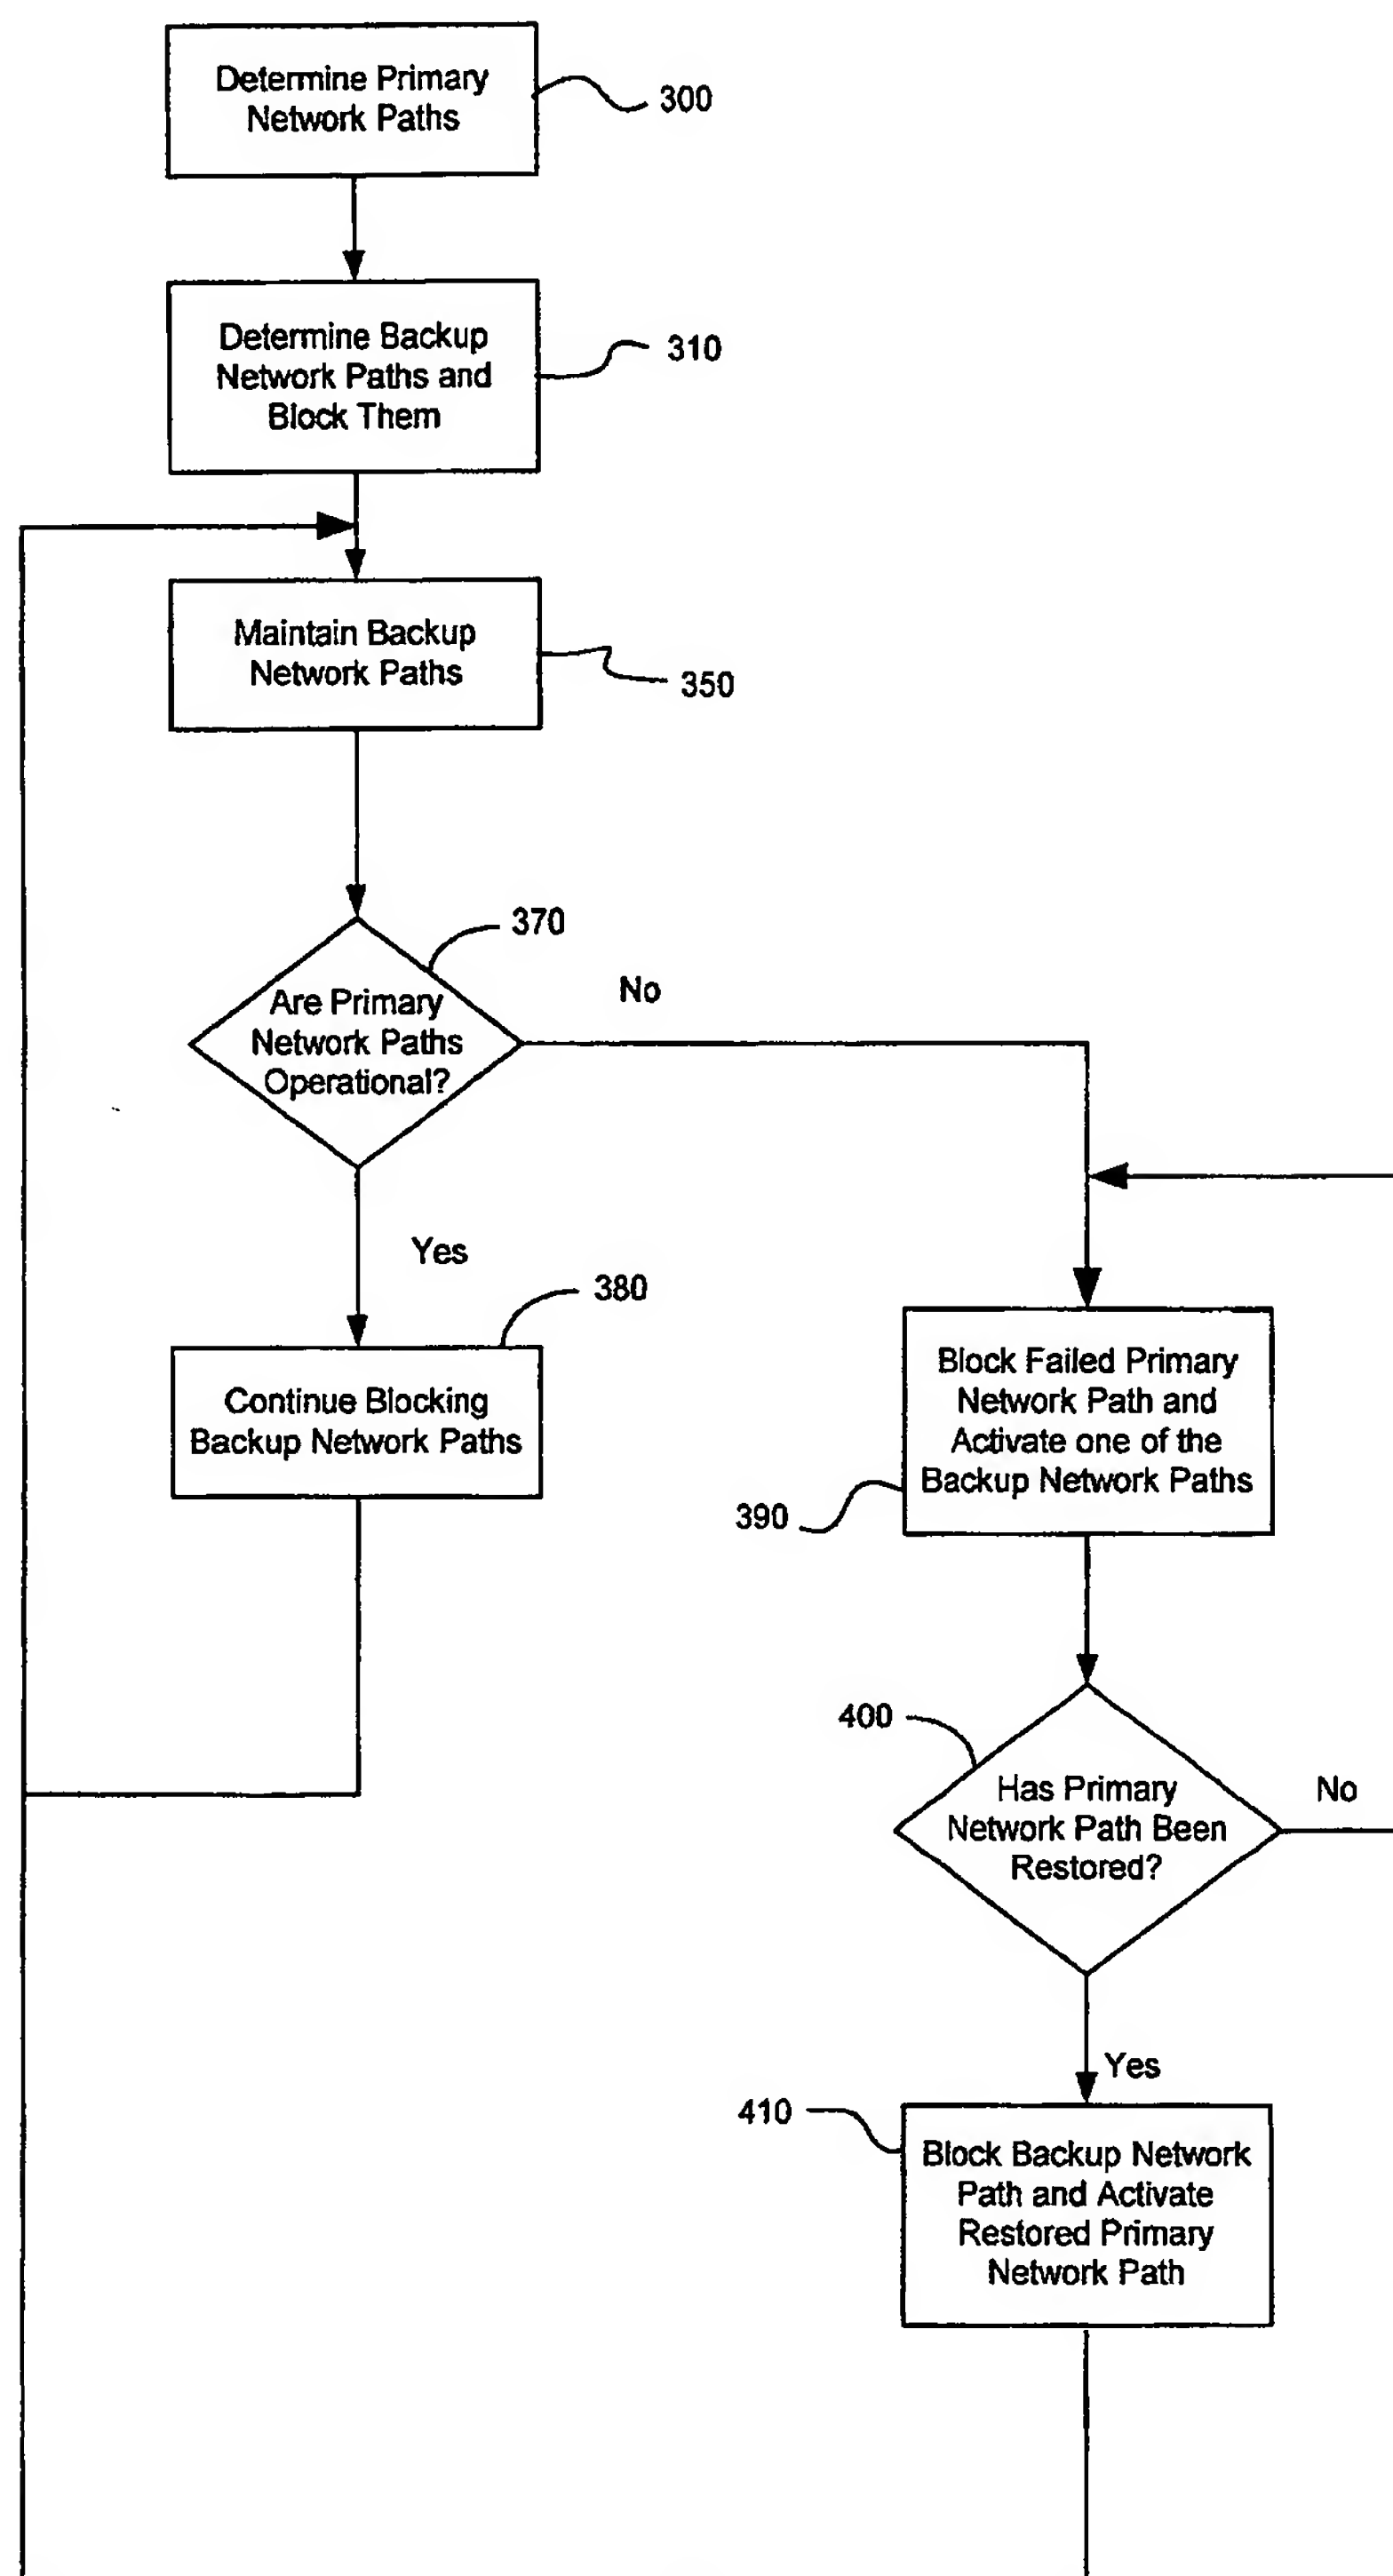 Determine Primary
Network Paths
300
Determine Backup
Network Paths and
Block Them
310
Maintain Backup
Network Paths
350
370
Are Primary
Network Paths
Operational?
No
Yes
380
Continue Blocking
Backup Network Paths
Block Failed Primary
Network Path and
Activate one of the
Backup Network Paths
390
400
Has Primary
Network Path Been
Restored?
No
Yes
410
Block Backup Network
Path and Activate
Restored Primary
Network Path